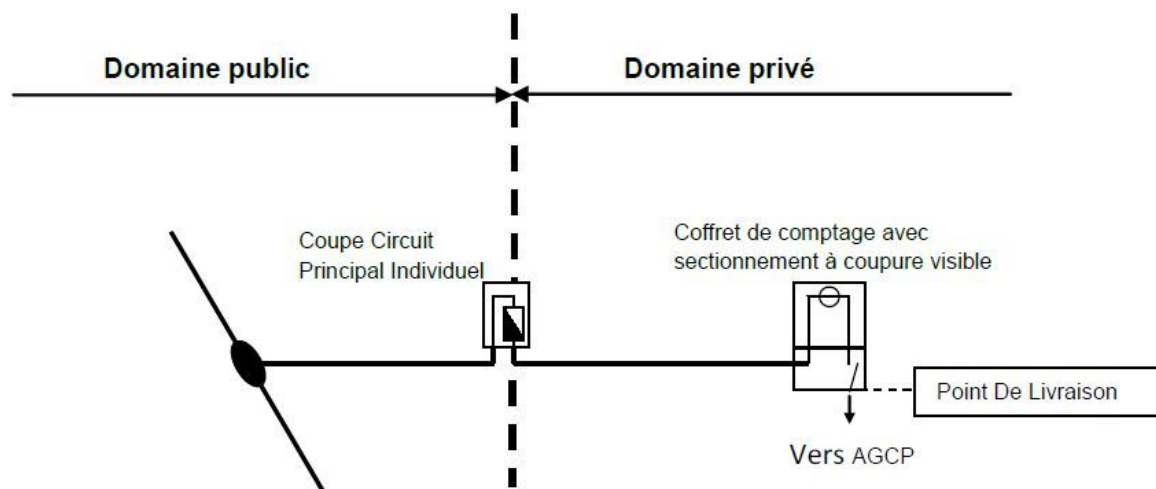 Domaine public
Domaine privé
Coupe Circuit
Principal Individuel
Coffret de comptage avec
sectionnement à coupure visible
Point De Livraison
Vers AGCP